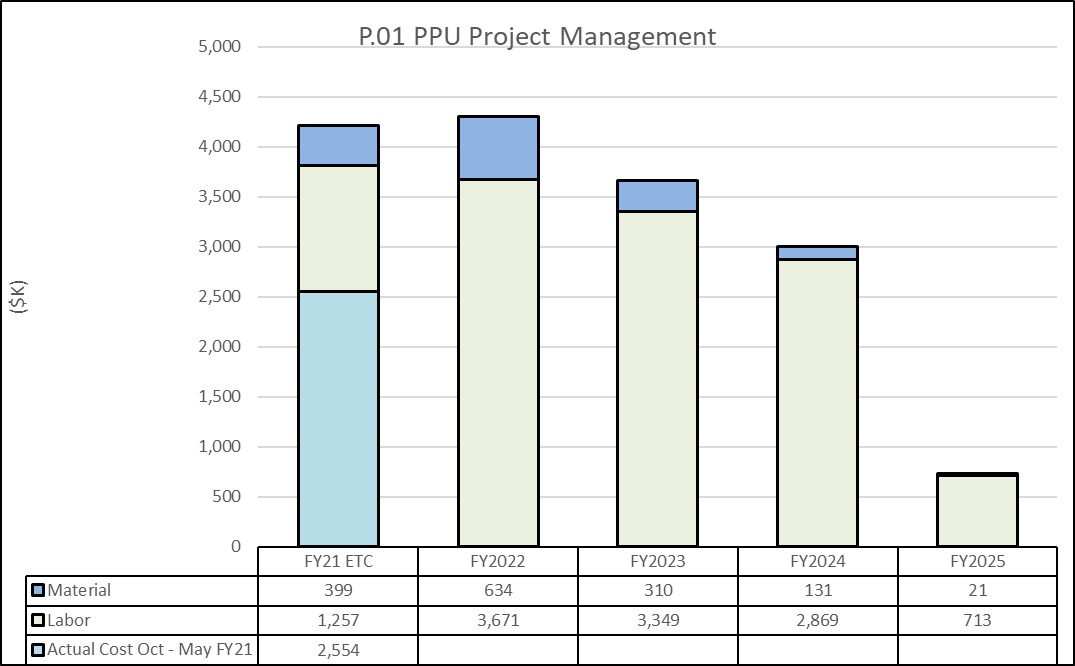 P.01 PPU Project Management
5,000
4,500
4,000
3,500
3,000
2,500
2,000
1,500
1,000
500
0
($K)
FY21 ETC FY2022 FY2023 FY2024 FY2025
Material 399 634 310 131 21
Labor 1,257 3,671 3,349 2,869 713
Actual Cost Oct - May FY21 2,554